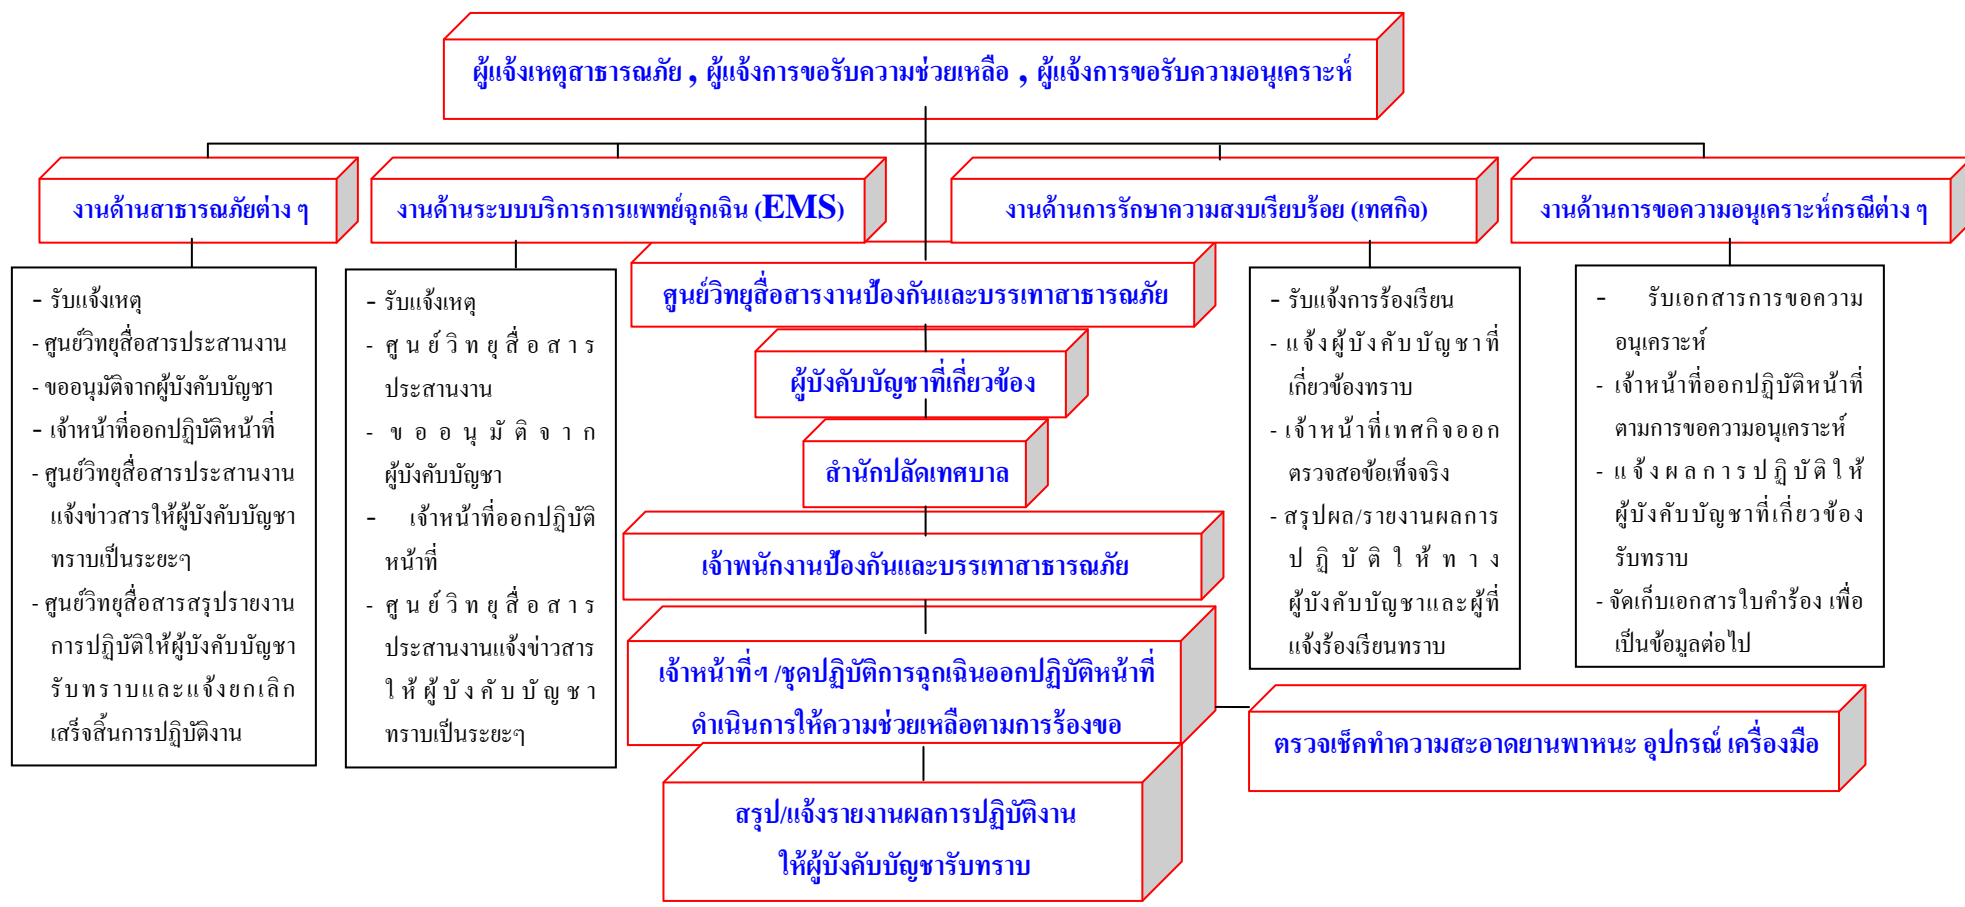 ผู้แจ้งเหตุสาธารณภัย , ผู้แจ้งการขอรับความช่วยเหลือ , ผู้แจ้งการขอรับความอนุเคราะห์
งานด้านสาธารณภัยต่าง ๆ
- รับแจ้งเหตุ
- ศูนย์วิทยุสื่อสารประสานงาน
- ขออนุมัติจากผู้บังคับบัญชา
- เจ้าหน้าที่ออกปฏิบัติหน้าที่
- ศูนย์วิทยุสื่อสารประสานงาน
แจ้งข่าวสารให้ผู้บังคับบัญชา
ทราบเป็นระยะๆ
- ศูนย์วิทยุสื่อสารสรุปรายงาน
การปฏิบัติให้ผู้บังคับบัญชา
รับทราบและแจ้งยกเลิก
เสร็จสิ้นการปฏิบัติงาน
งานด้านระบบบริการการแพทย์ฉุกเฉิน (EMS)
- รับแจ้งเหตุ
- ศูนย์วิทยุสื่อสาร
ประสานงาน
- ขออนุมัติจาก
ผู้บังคับบัญชา
- เจ้าหน้าที่ออกปฏิบัติ
หน้าที่
- ศูนย์วิทยุสื่อสาร
ประสานงานแจ้งข่าวสาร
ให้ผู้บังคับบัญชา
ทราบเป็นระยะๆ
ศูนย์วิทยุสื่อสารงานป้องกันและบรรเทาสาธารณภัย
ผู้บังคับบัญชาที่เกี่ยวข้อง
สำนักปลัดเทศบาล
เจ้าพนักงานป้องกันและบรรเทาสาธารณภัย
เจ้าหน้าที่ฯ /ชุดปฏิบัติการฉุกเฉินออกปฏิบัติหน้าที่
ดำเนินการให้ความช่วยเหลือตามการร้องขอ
สรุป/แจ้งรายงานผลการปฏิบัติงาน
ให้ผู้บังคับบัญชารับทราบ
งานด้านการรักษาความสงบเรียบร้อย (เทศกิจ)
- รับแจ้งการร้องเรียน
- แจ้งผู้บังคับบัญชาที่
เกี่ยวข้องทราบ
- เจ้าหน้าที่เทศกิจออก
ตรวจสอข้อเท็จจริง
- สรุปผล/รายงานผลการ
ปฏิบัติให้ทาง
ผู้บังคับบัญชาและผู้ที่
แจ้งร้องเรียนทราบ
งานด้านการขอความอนุเคราะห์กรณีต่าง ๆ
- รับเอกสารการขอความ
อนุเคราะห์
- เจ้าหน้าที่ออกปฏิบัติหน้าที่
ตามการขอความอนุเคราะห์
- แจ้งผลการปฏิบัติให้
ผู้บังคับบัญชาที่เกี่ยวข้อง
รับทราบ
- จัดเก็บเอกสารใบคำร้อง เพื่อ
เป็นข้อมูลต่อไป
ตรวจเช็คทำความสะอาดยานพาหนะ อุปกรณ์ เครื่องมือ